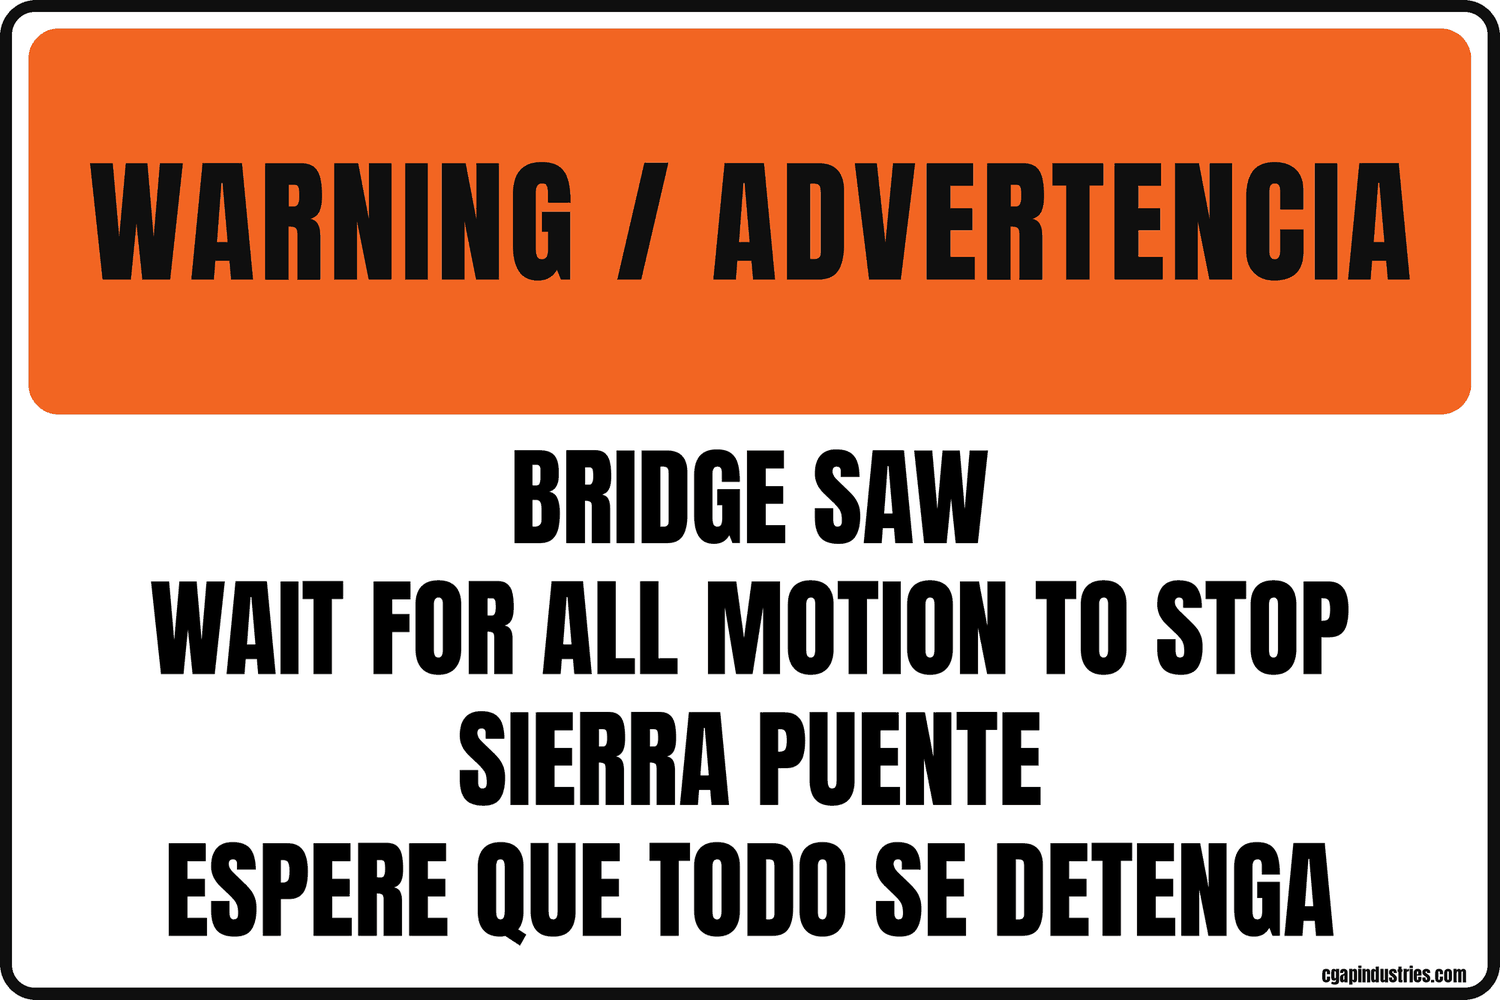 WARNING / ADVERTENCIA
BRIDGE SAW
WAIT FOR ALL MOTION TO STOP
SIERRA PUENTE
ESPERE QUE TODO SE DETENGA
cgapindustries.com